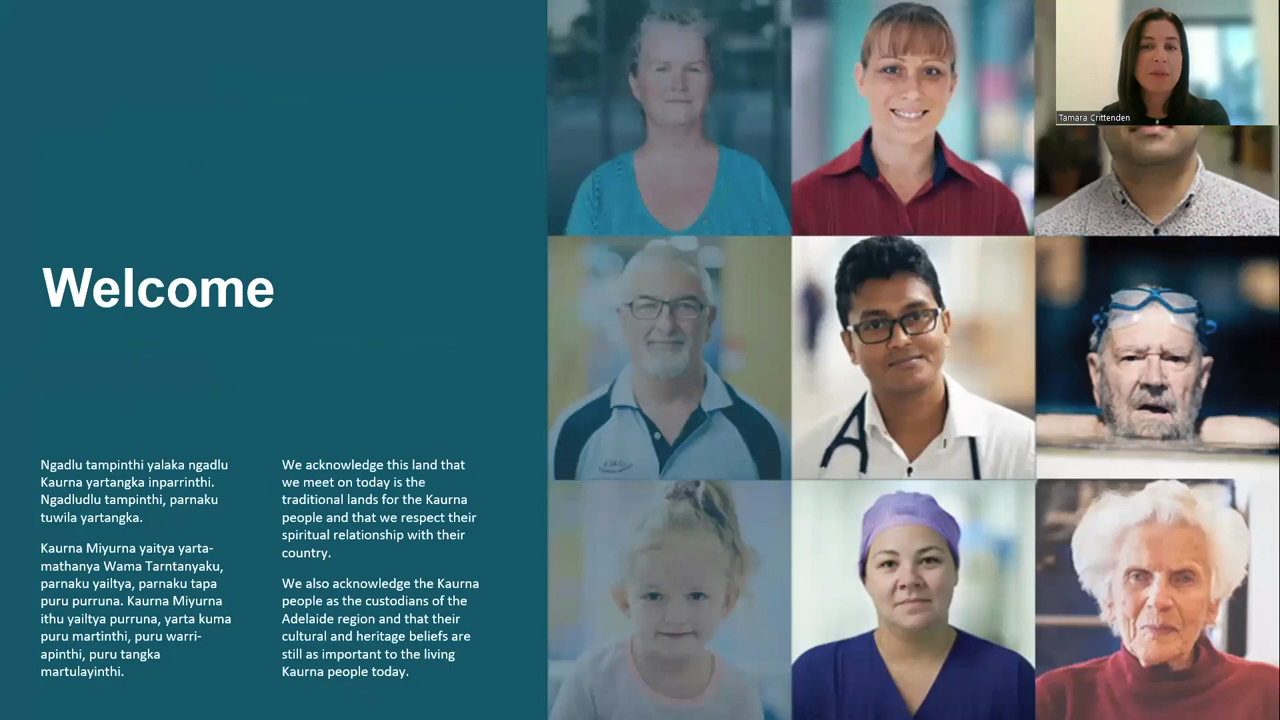 Tamara Crittenden
Welcome
Ngadlu tampinthi yalaka ngadlu
Kaurna yartangka inparrinthi.
Ngadludlu tampinthi, parnaku
tuwila yartangka.
Kaurna Miyurna yaitya yarta-
mathanya Wama Tarntanyaku,
parnaku yailtya, parnaku tapa
puru purruna. Kaurna Miyurna
ithu yailtya purruna, yarta kuma
puru martinthi, puru warri-
apinthi, puru tangka
martulayinthi.
We acknowledge this land that
we meet on today is the
traditional lands for the Kaurna
people and that we respect their
spiritual relationship with their
country.
We also acknowledge the Kaurna
people as the custodians of the
Adelaide region and that their
cultural and heritage beliefs are
still as important to the living
Kaurna people today.